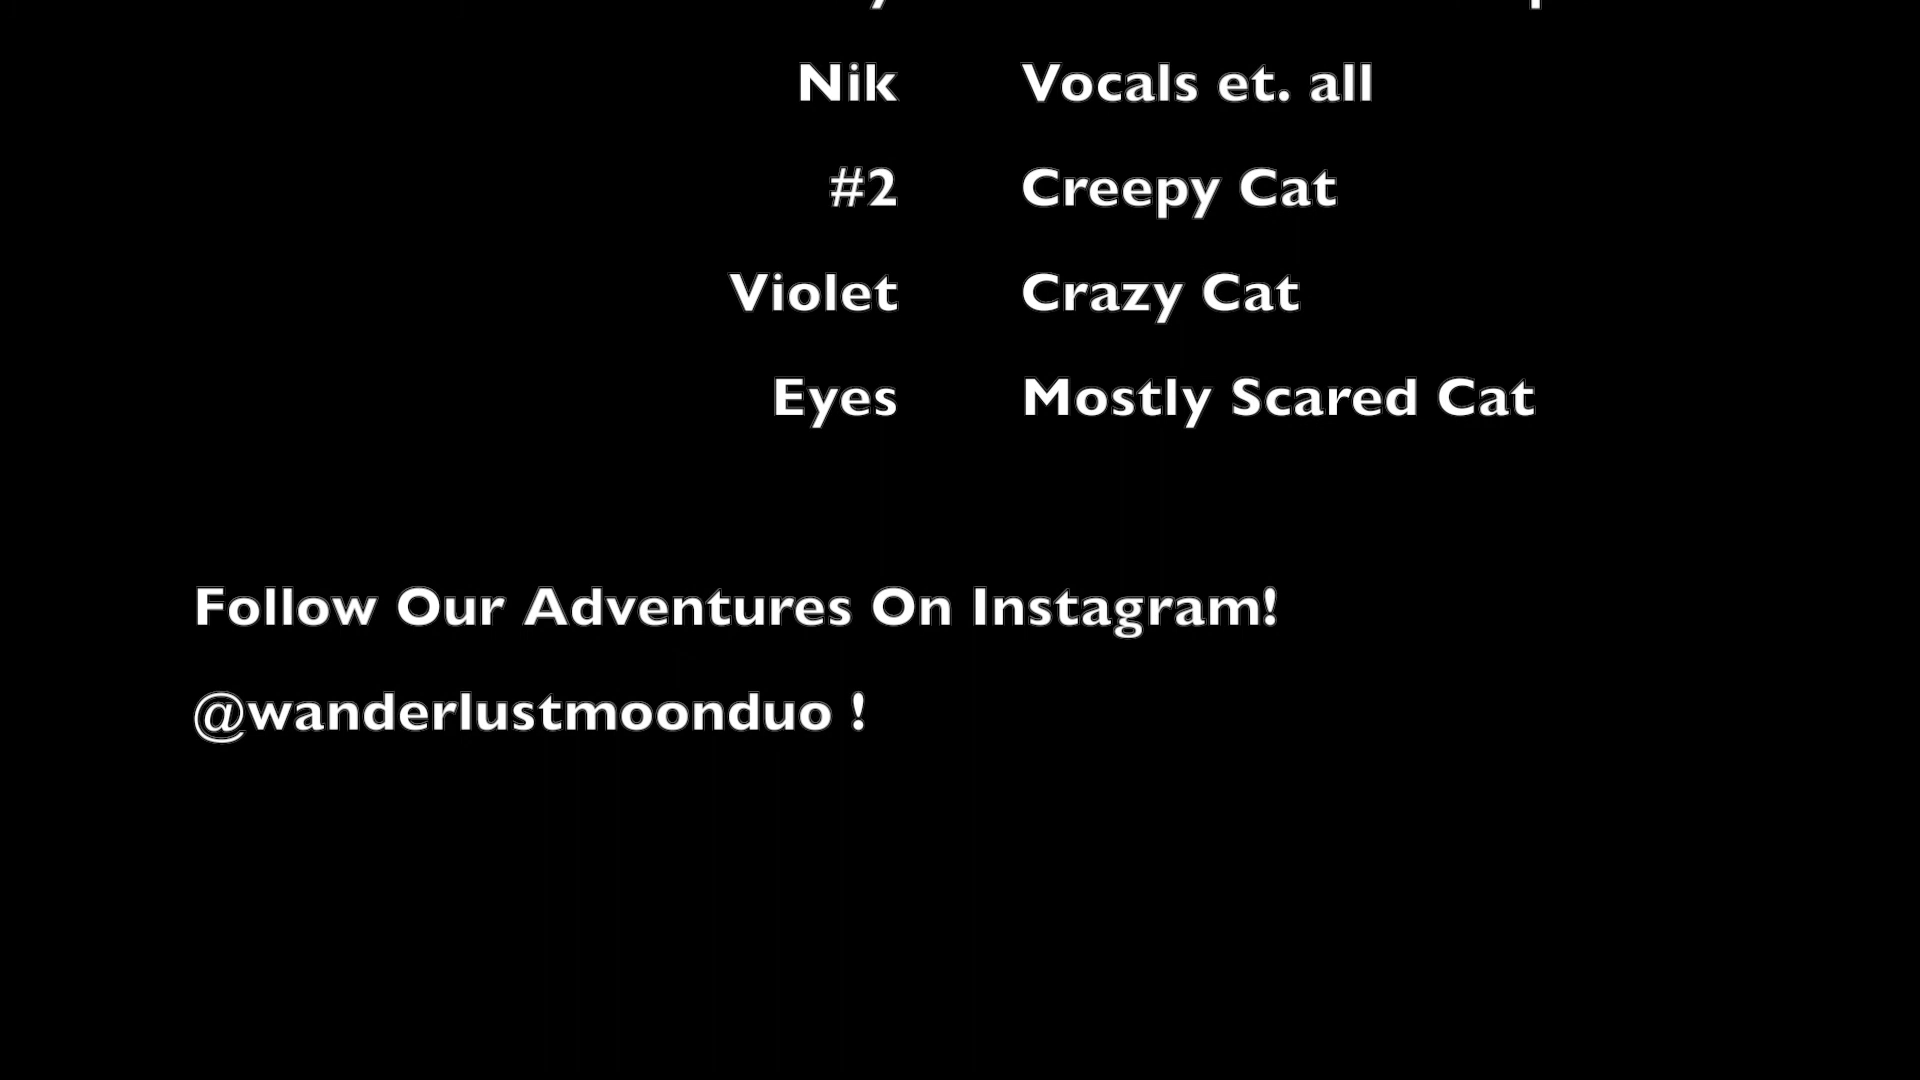 Nik Vocals et. all
#2 Creepy Cat
Violet Crazy Cat
Eyes Mostly Scared Cat
Follow Our Adventures On Instagram!
@wanderlustmoonduo !